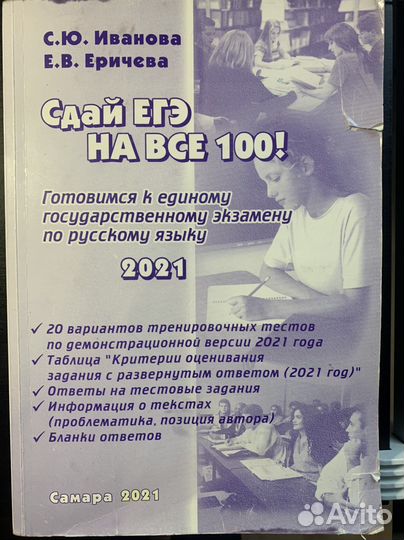 С.Ю. Иванова
Е.В. Еричева
Сдай ЕГЭ
НА ВСЕ 100!
Готовимся к единому
государственному экзамену
по русскому языку
2021
✓ 20 вариантов тренировочных тестов
по демонстрационной версии 2021 года
✓ Таблица "Критерии оценивания
задания с развернутым ответом (2021 год)"
✓ Ответы на тестовые задания
✓ Информация о текстах
(проблематика, позиция автора)
✓ Бланки ответов
Самара 2021
Avito